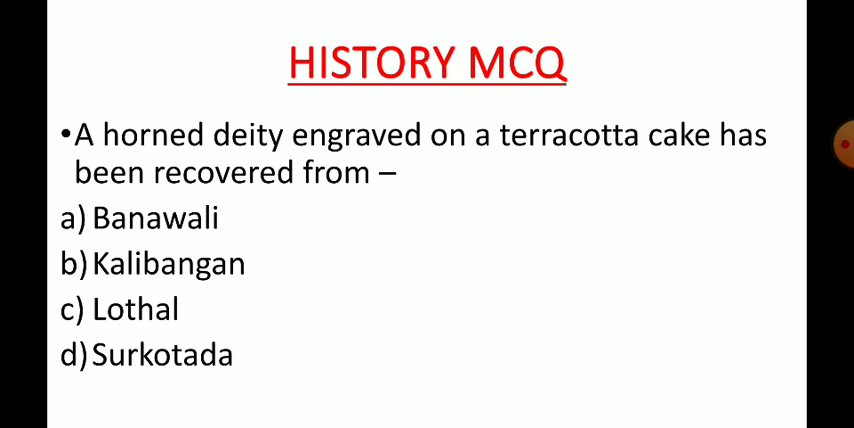 HISTORY MCQ
•A horned deity engraved on a terracotta cake has
been recovered from –
a) Banawali
b) Kalibangan
c) Lothal
d) Surkotada